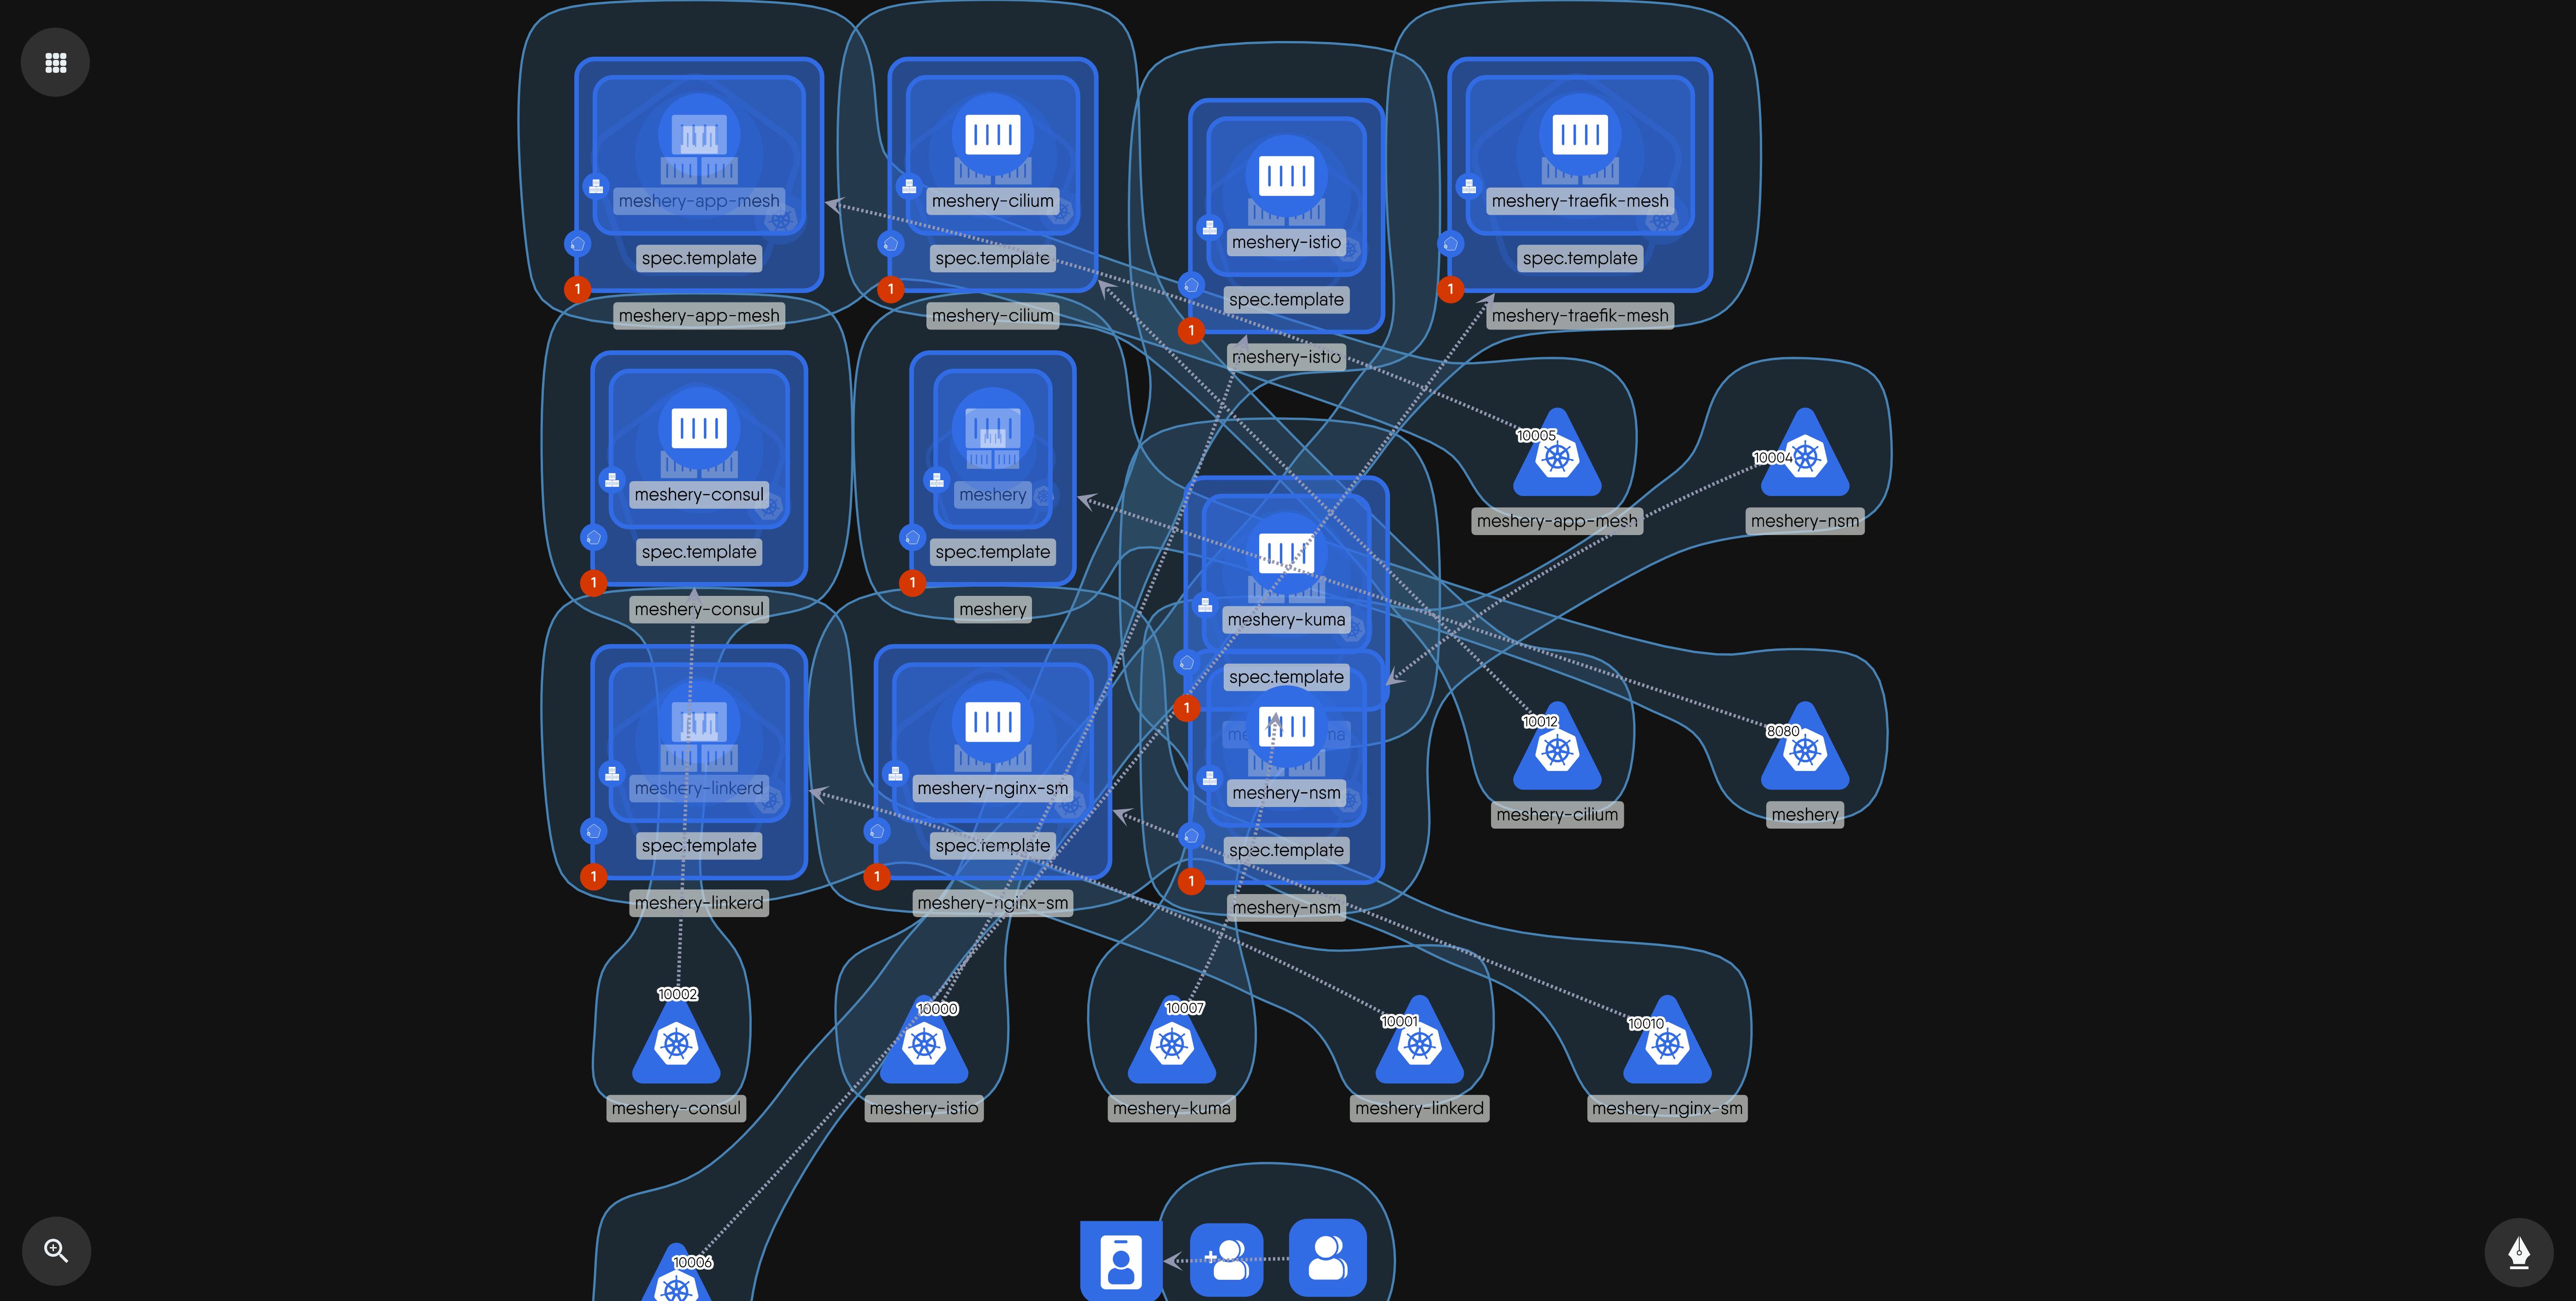 meshery-app-mesh
spec.template
1
meshery-app-mesh
meshery-cilium
spec.template
1
meshery-cilium
meshery-istio
spec.template
1
meshery-istio
meshery-traefik-mesh
spec.template
1
meshery-traefik-mesh
meshery-consul
spec.template
1
meshery-consul
meshery
spec.template
1
meshery
meshery-kuma
spec.template
1
10005
meshery-app-mesh
10004
meshery-nsm
meshery-linkerd
spec.template
1
meshery-linkerd
meshery-nginx-sm
spec.template
1
meshery-nginx-sm
meshery-nsm
spec.template
1
meshery-nsm
10012
meshery-cilium
8080
meshery
10002
meshery-consul
10000
meshery-istio
10007
meshery-kuma
10001
meshery-linkerd
10010
meshery-nginx-sm
10006